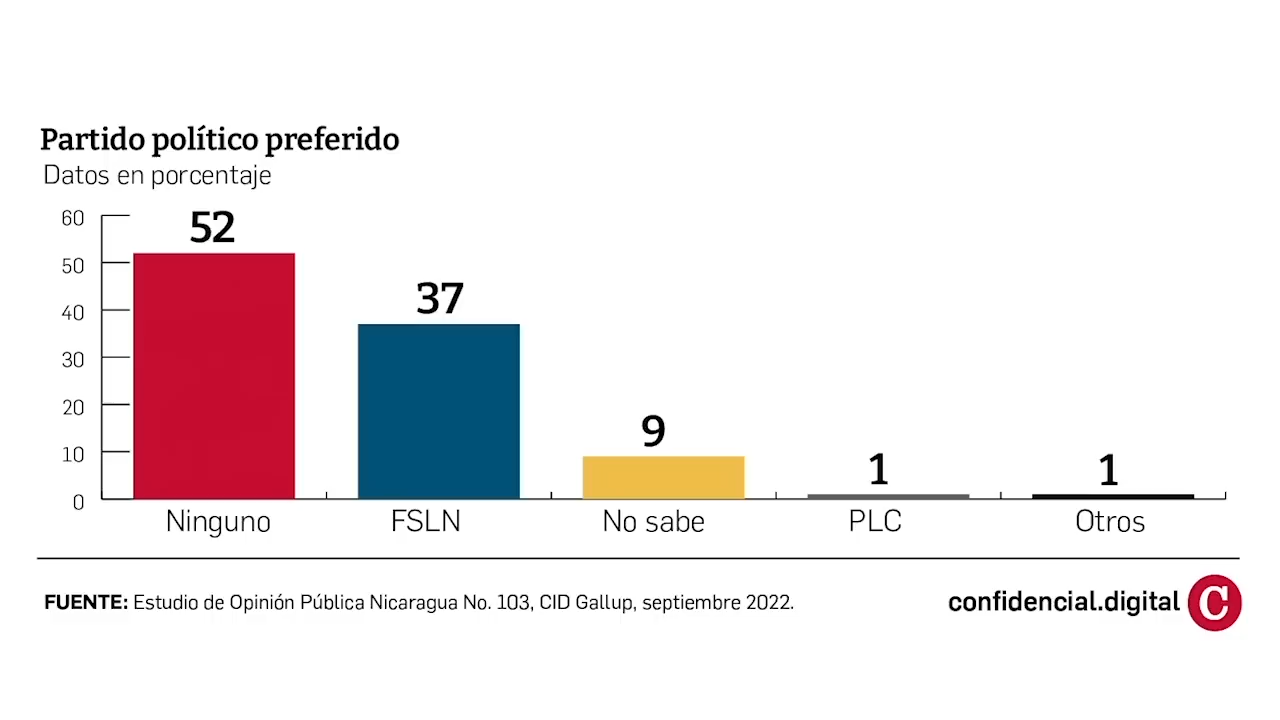 Partido político preferido
Datos en porcentaje
60
50
40
30
20
10
0
52
37
9
1
1
Ninguno
FSLN
No sabe
PLC
Otros
FUENTE: Estudio de Opinión Pública Nicaragua No. 103, CID Gallup, septiembre 2022.
confidencial.digital C